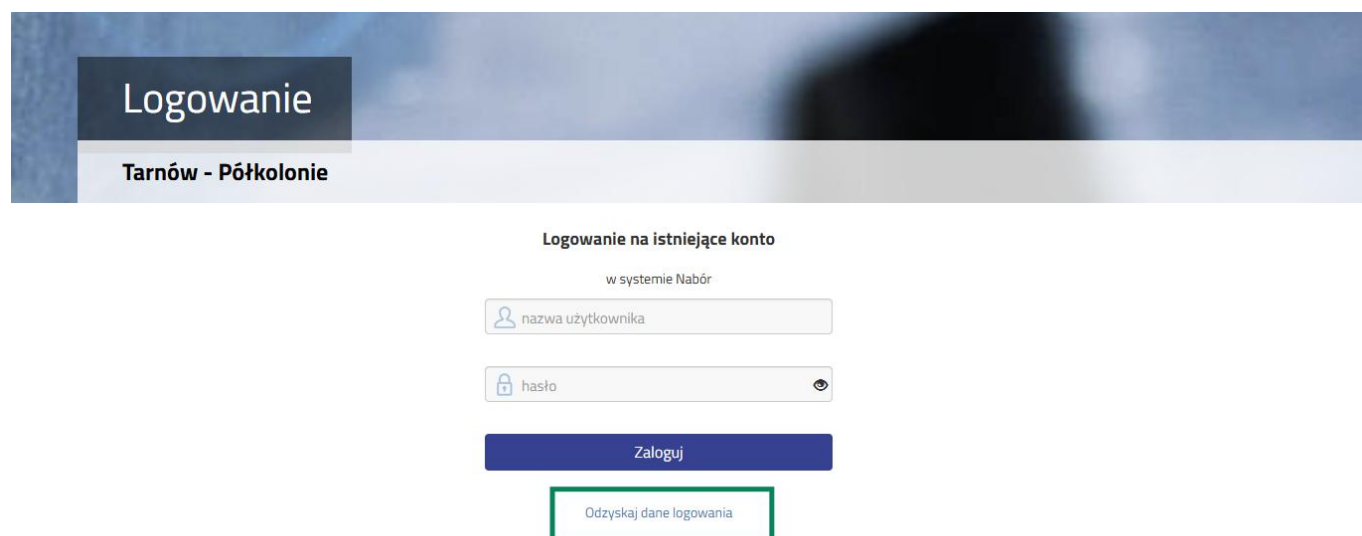 Logowanie
Tarnów - Półkolonie
Logowanie na istniejące konto
w systemie Nabór
nazwa użytkownika
hasło
Zaloguj
Odzyskaj dane logowania